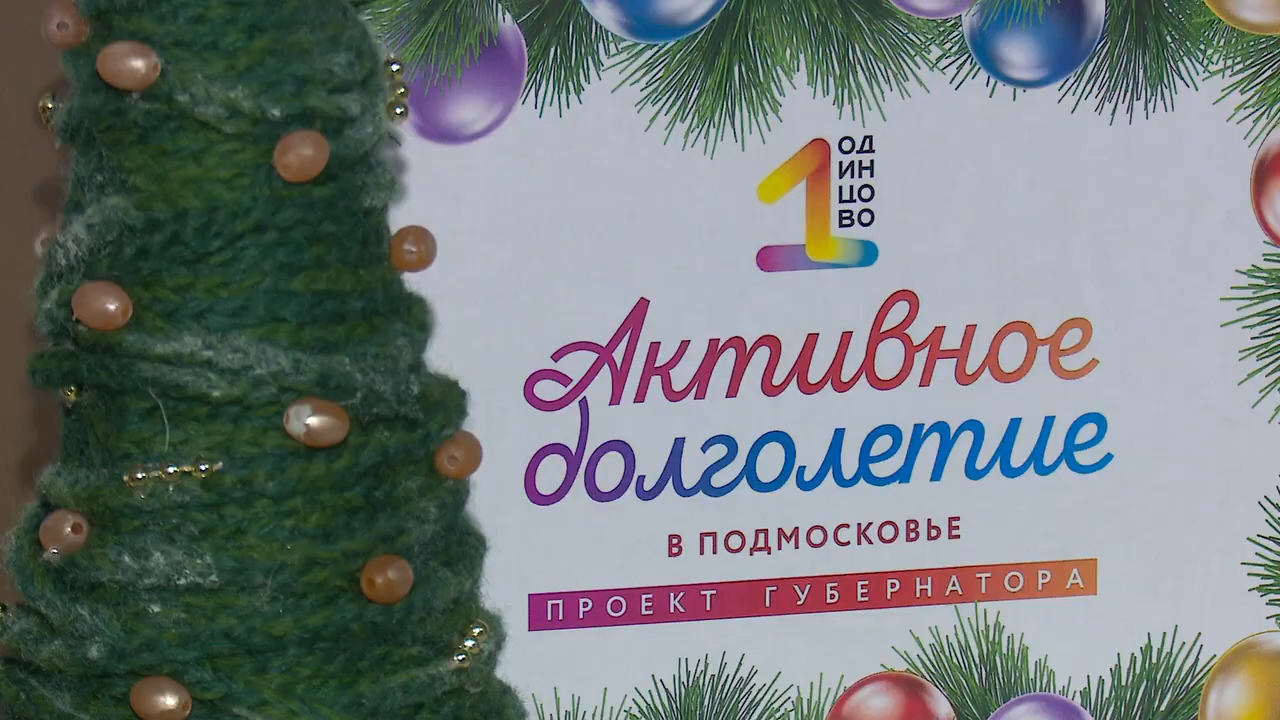 1
ОД
ИН
ЦО
ВО
Активное
долголетие
В ПОДМОСКОВЬЕ
ПРОЕКТ ГУБЕРНАТОРА